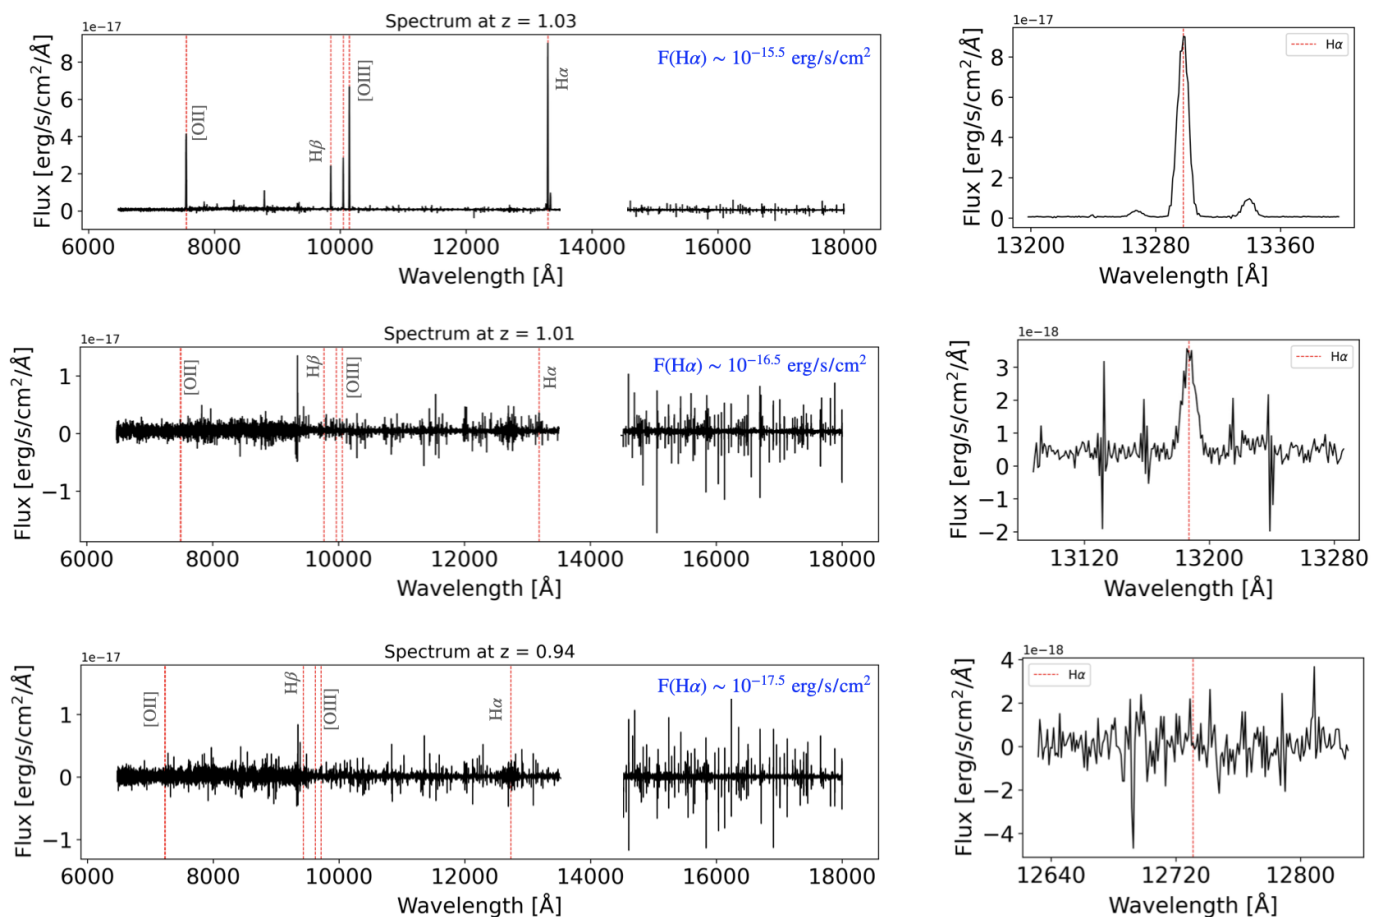 Spectrum at z = 1.03
1e−17
F(Hα) ~ 10^−15.5 erg/s/cm²
[OII]
Hβ
[OIII]
Hα
Flux [erg/s/cm²/Å]
8
6
4
2
0
6000 8000 10000 12000 14000 16000 18000
Wavelength [Å]
1e−17
Hα
Flux [erg/s/cm²/Å]
8
6
4
2
0
13200 13280 13360
Wavelength [Å]
Spectrum at z = 1.01
1e−17
F(Hα) ~ 10^−16.5 erg/s/cm²
[OII]
Hβ
[OIII]
Hα
Flux [erg/s/cm²/Å]
1
0
−1
6000 8000 10000 12000 14000 16000 18000
Wavelength [Å]
1e−18
Hα
Flux [erg/s/cm²/Å]
3
2
1
0
−1
−2
13120 13200 13280
Wavelength [Å]
Spectrum at z = 0.94
1e−17
F(Hα) ~ 10^−17.5 erg/s/cm²
[OII]
Hβ
[OIII]
Hα
Flux [erg/s/cm²/Å]
1
0
−1
6000 8000 10000 12000 14000 16000 18000
Wavelength [Å]
1e−18
Hα
Flux [erg/s/cm²/Å]
4
2
0
−2
−4
12640 12720 12800
Wavelength [Å]